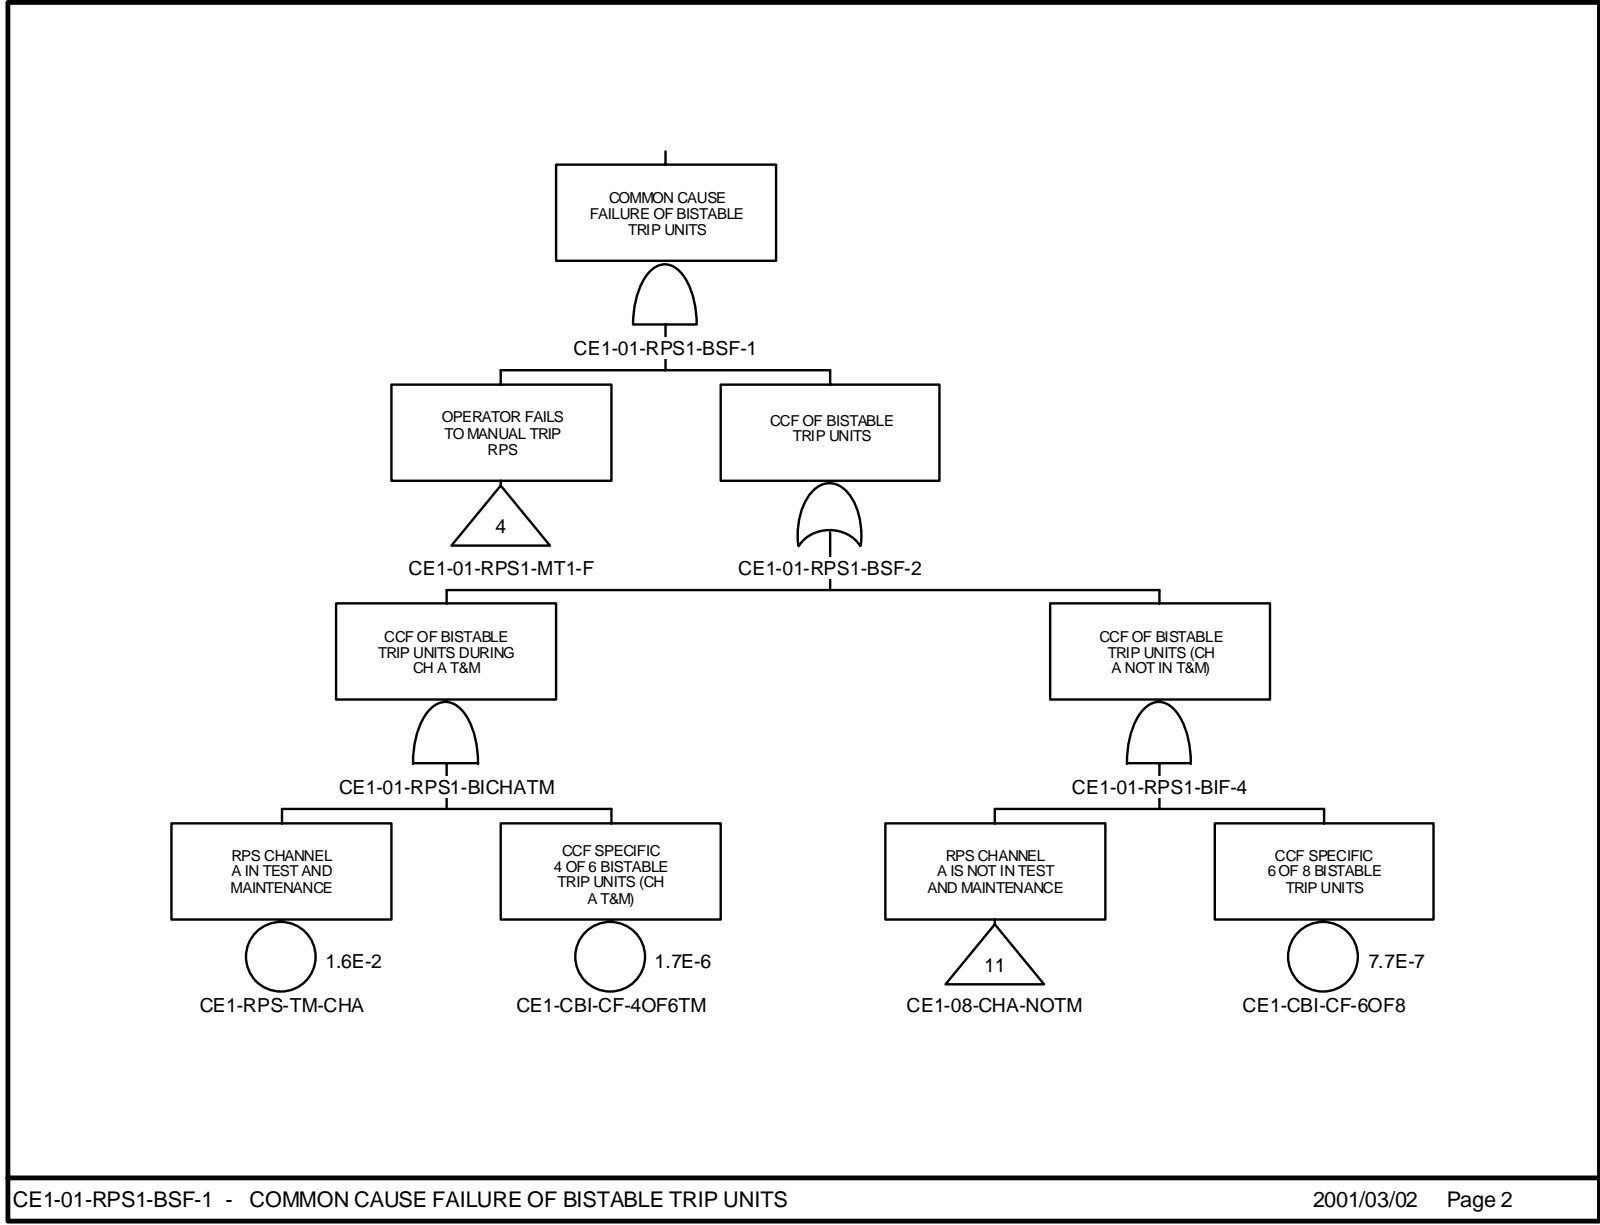 COMMON CAUSE
FAILURE OF BISTABLE
TRIP UNITS
CE1-01-RPS1-BSF-1
OPERATOR FAILS
TO MANUAL TRIP
RPS
4
CE1-01-RPS1-MT1-F
CCF OF BISTABLE
TRIP UNITS
CE1-01-RPS1-BSF-2
CCF OF BISTABLE
TRIP UNITS DURING
CH A T&M
CE1-01-RPS1-BICHATM
CCF OF BISTABLE
TRIP UNITS (CH
A NOT IN T&M)
CE1-01-RPS1-BIF-4
RPS CHANNEL
A IN TEST AND
MAINTENANCE
1.6E-2
CE1-RPS-TM-CHA
CCF SPECIFIC
4 OF 6 BISTABLE
TRIP UNITS (CH
A T&M)
1.7E-6
CE1-CBI-CF-4OF6TM
RPS CHANNEL
A IS NOT IN TEST
AND MAINTENANCE
11
CE1-08-CHA-NOTM
CCF SPECIFIC
6 OF 8 BISTABLE
TRIP UNITS
7.7E-7
CE1-CBI-CF-6OF8
CE1-01-RPS1-BSF-1 - COMMON CAUSE FAILURE OF BISTABLE TRIP UNITS
2001/03/02 Page 2